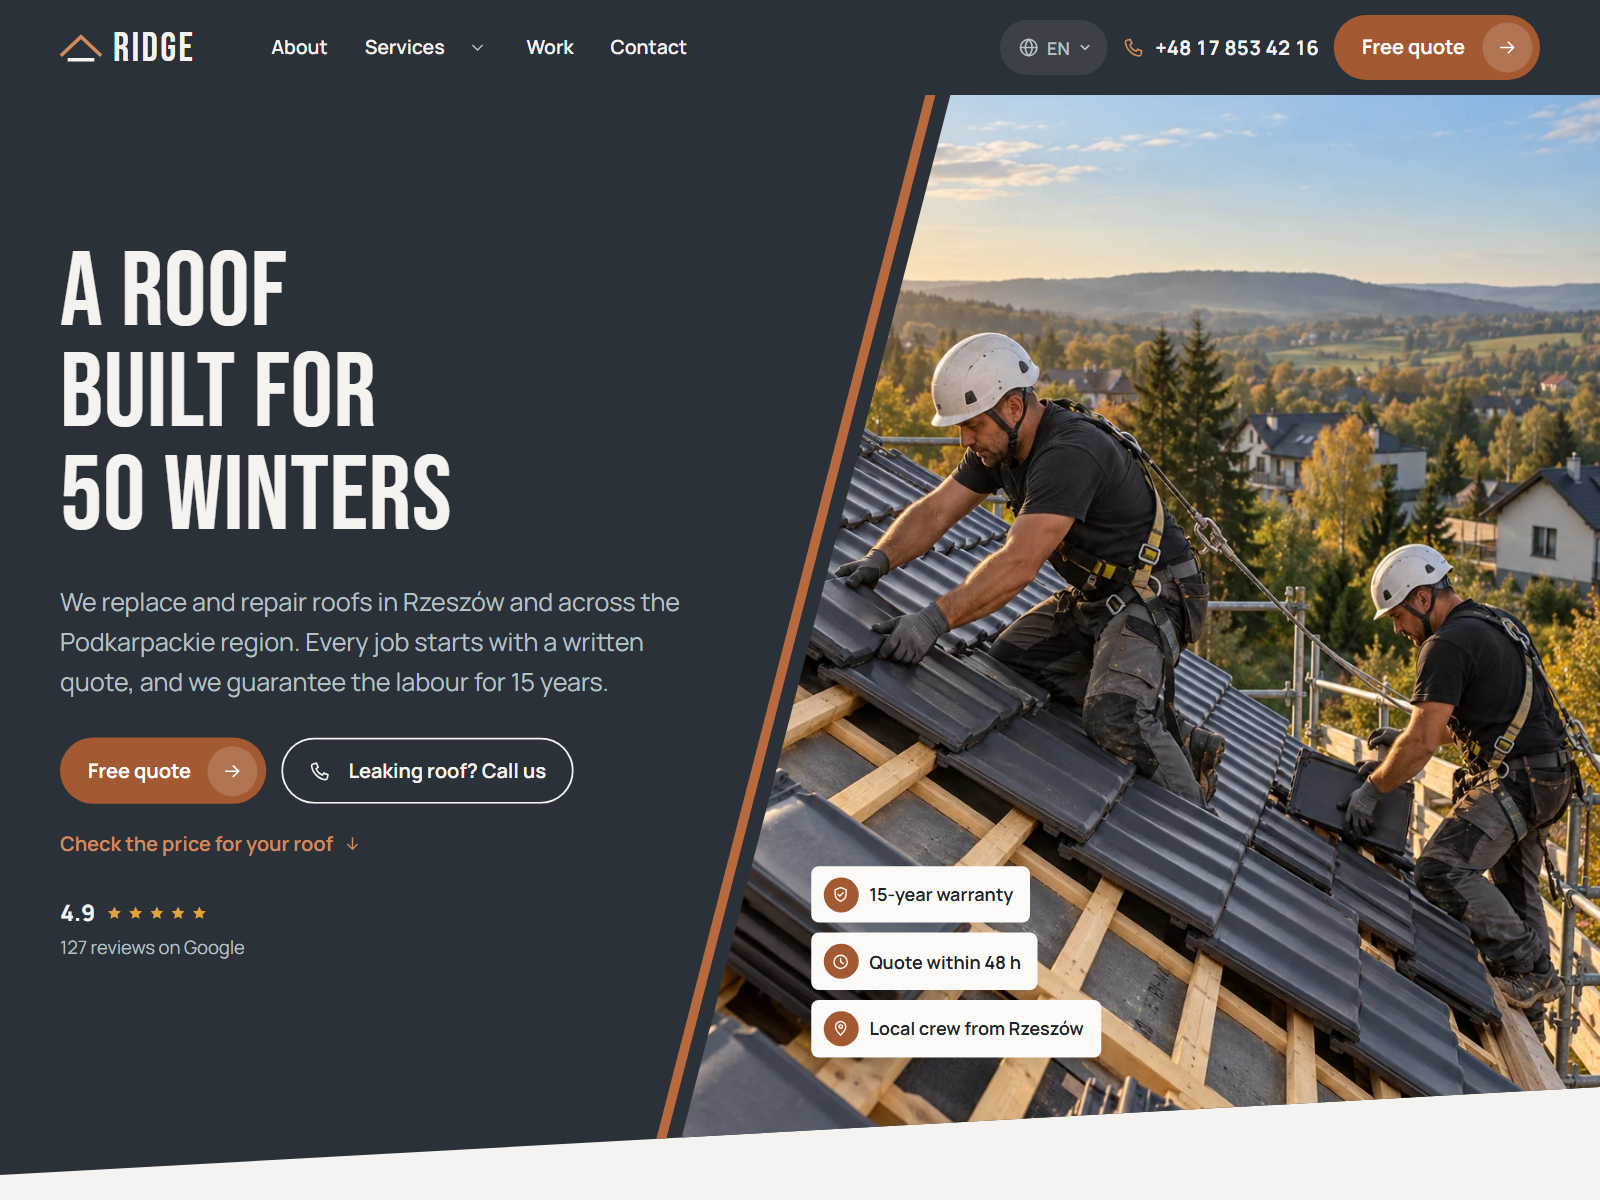 RIDGE
About
Services
Work
Contact
EN
+48 17 853 42 16
Free quote
A ROOF
BUILT FOR
50 WINTERS
We replace and repair roofs in Rzeszów and across the
Podkarpackie region. Every job starts with a written
quote, and we guarantee the labour for 15 years.
Free quote
Leaking roof? Call us
Check the price for your roof
4.9
127 reviews on Google
15-year warranty
Quote within 48 h
Local crew from Rzeszów